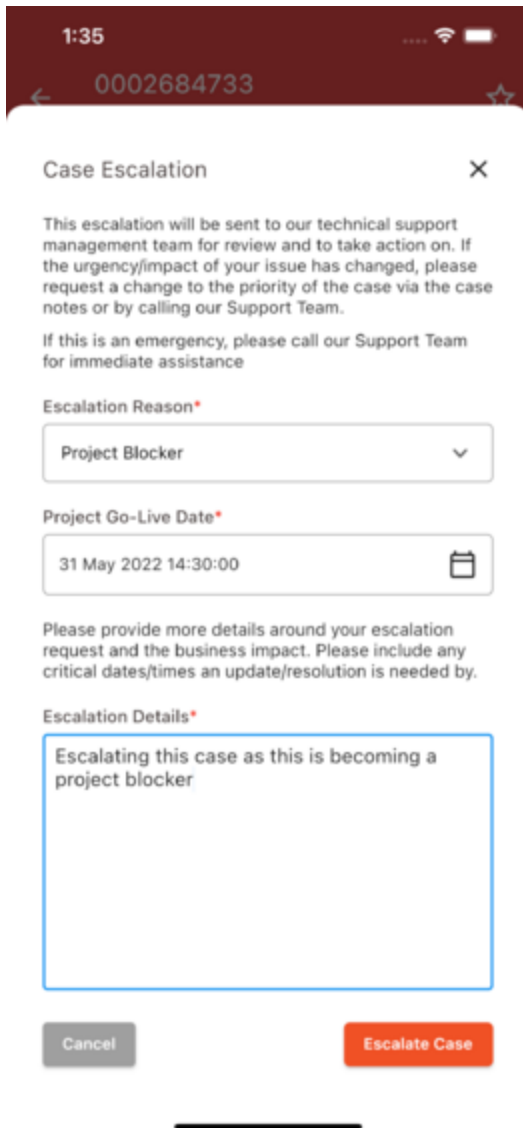 1:35
0002684733
Case Escalation
This escalation will be sent to our technical support
management team for review and to take action on. If
the urgency/impact of your issue has changed, please
request a change to the priority of the case via the case
notes or by calling our Support Team.
If this is an emergency, please call our Support Team
for immediate assistance
Escalation Reason*
Project Blocker
Project Go-Live Date*
31 May 2022 14:30:00
Please provide more details around your escalation
request and the business impact. Please include any
critical dates/times an update/resolution is needed by.
Escalation Details*
Escalating this case as this is becoming a
project blocker
Cancel
Escalate Case